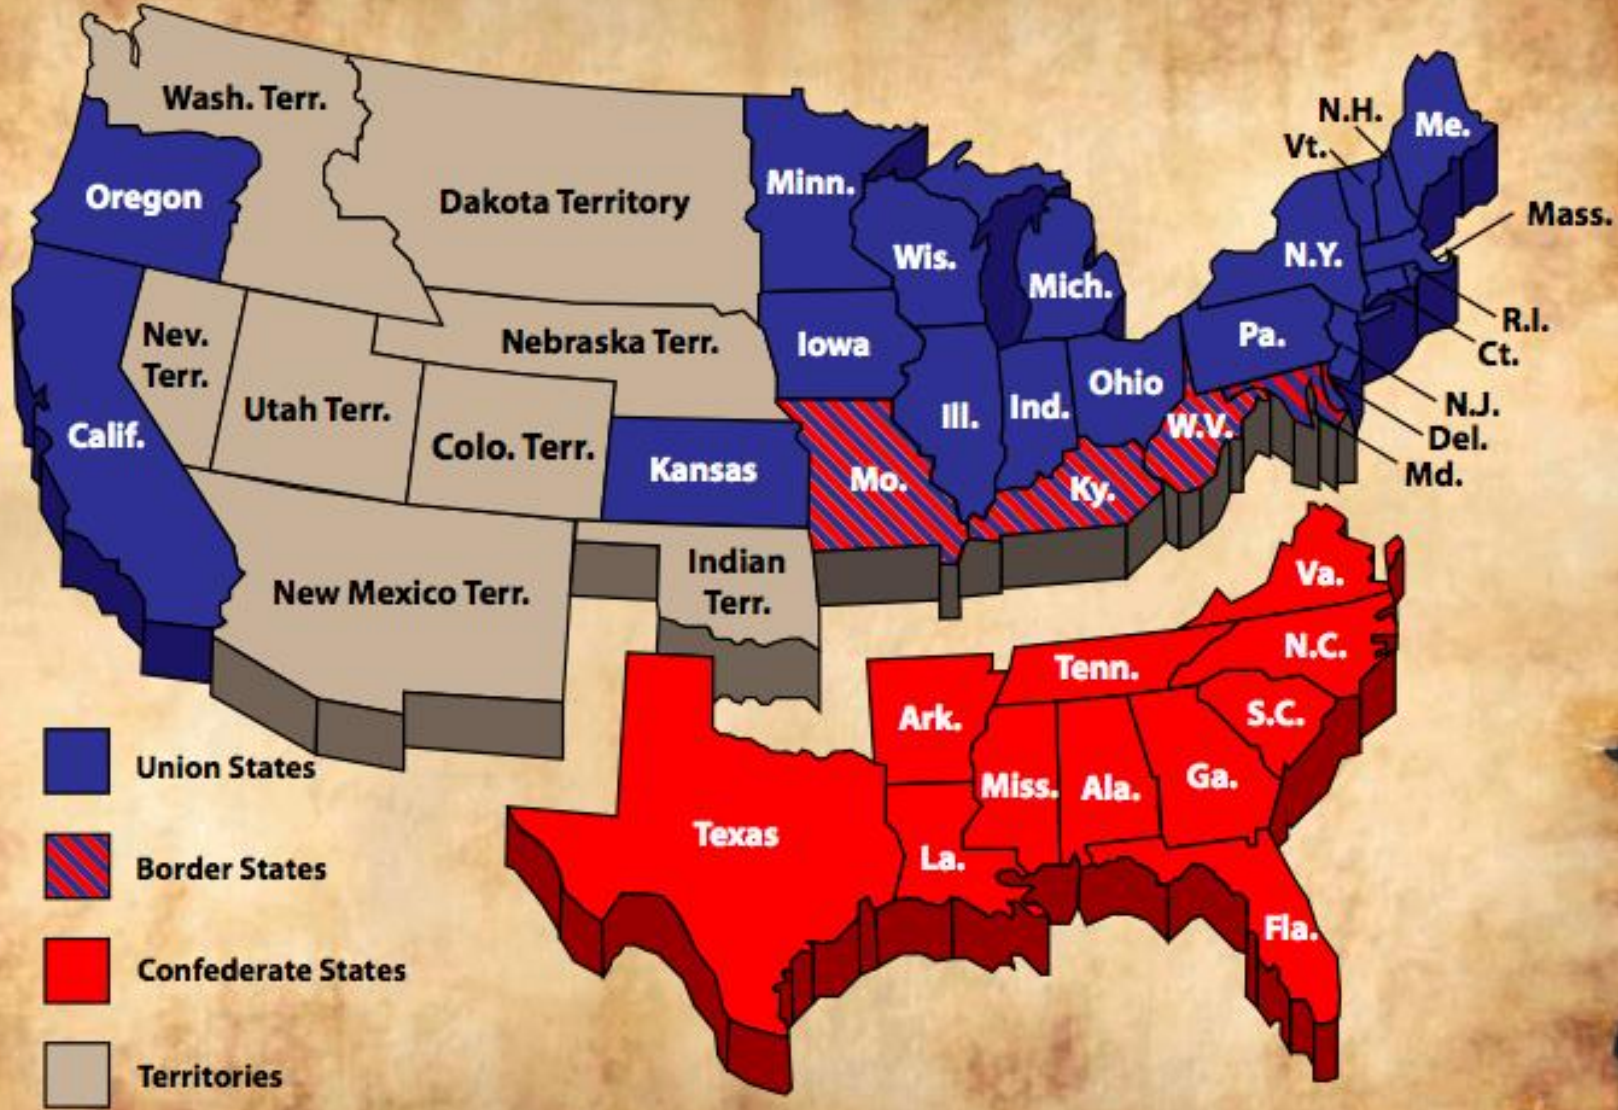 Wash. Terr.
Oregon
Dakota Territory
Minn.
Wis.
Mich.
N.H.
Vt.
Me.
Mass.
N.Y.
R.I.
Ct.
Pa.
N.J.
Del.
Md.
Nev.
Terr.
Utah Terr.
Nebraska Terr.
Iowa
Ill.
Ind.
Ohio
W.V.
Calif.
Colo. Terr.
Kansas
Mo.
Ky.
New Mexico Terr.
Indian
Terr.
Va.
N.C.
Tenn.
Ark.
S.C.
Miss.
Ala.
Ga.
Texas
La.
Fla.
Union States
Border States
Confederate States
Territories